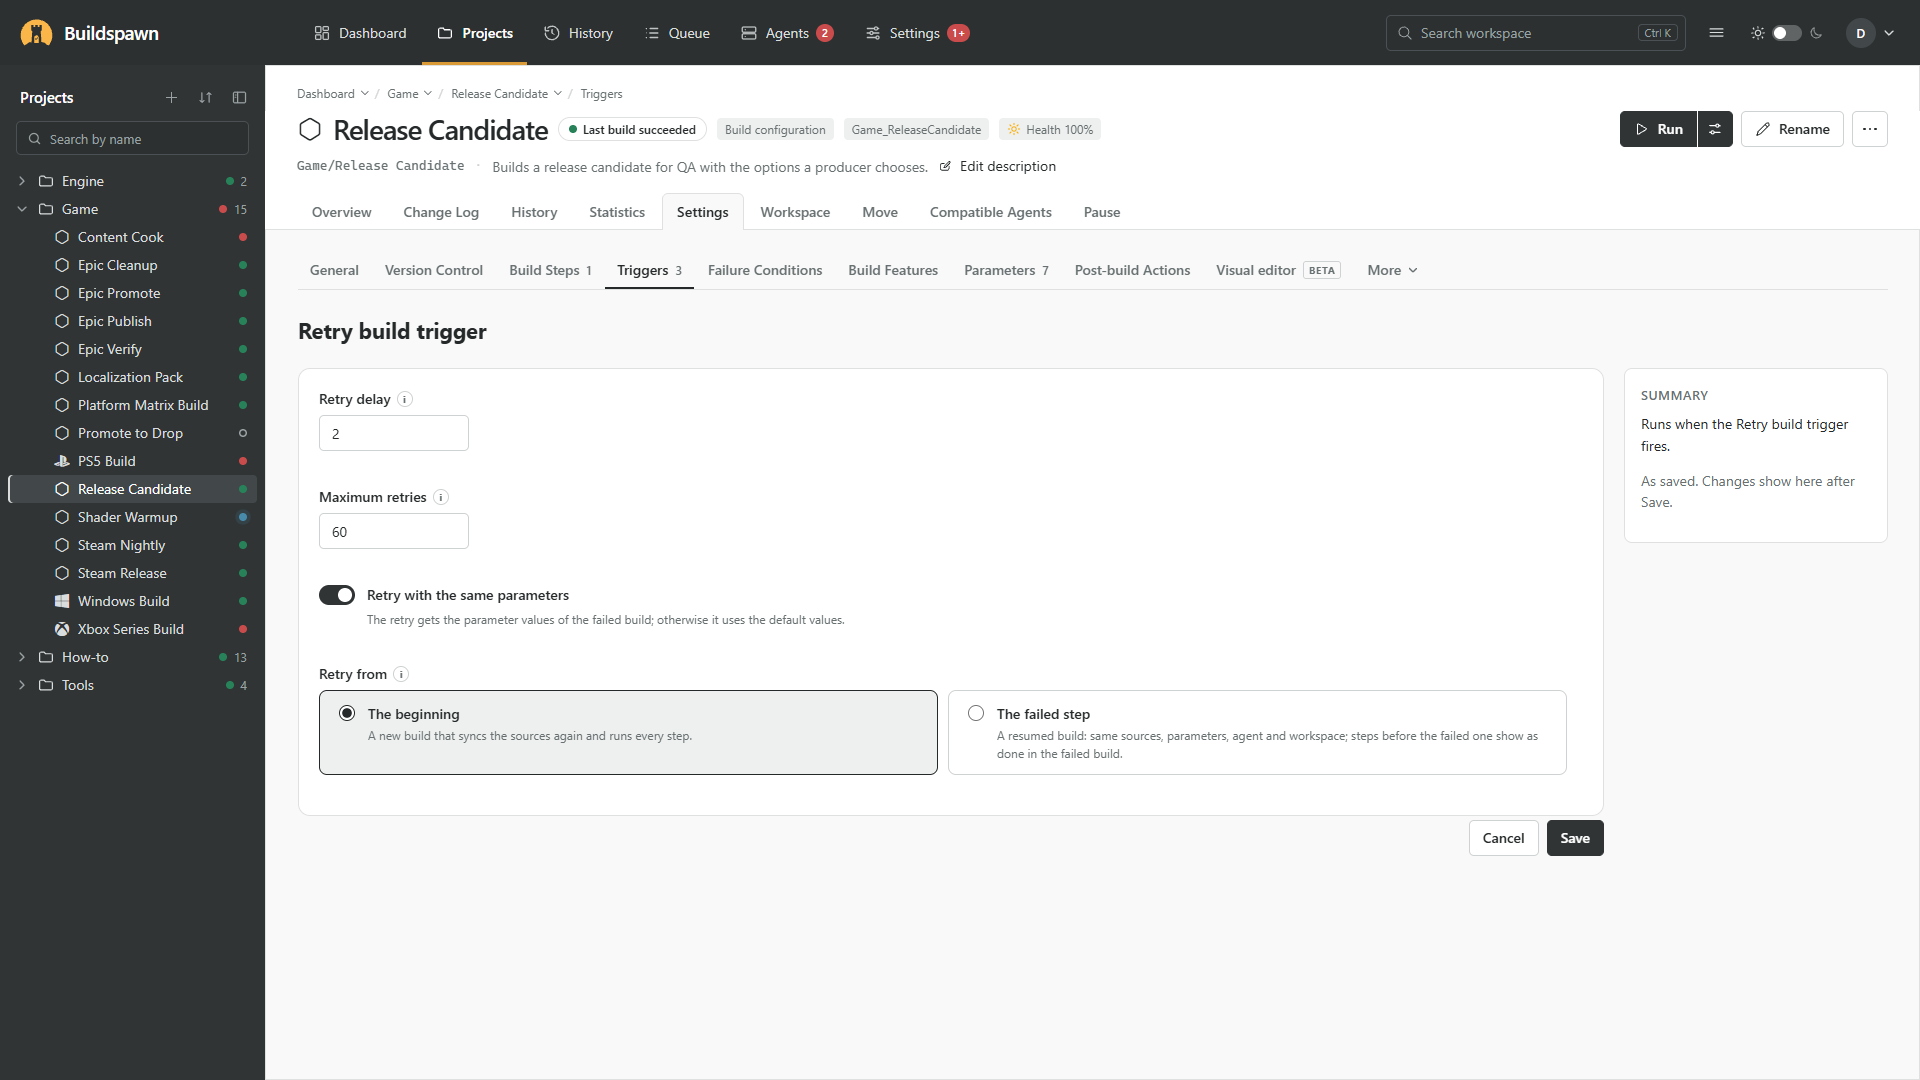 Buildspawn
Dashboard
Projects
History
Queue
Agents 2
Settings 1+
Search workspace Ctrl K
D
Projects
Search by name
Engine 2
Game 15
Content Cook
Epic Cleanup
Epic Promote
Epic Publish
Epic Verify
Localization Pack
Platform Matrix Build
Promote to Drop
PS5 Build
Release Candidate
Shader Warmup
Steam Nightly
Steam Release
Windows Build
Xbox Series Build
How-to 13
Tools 4
Dashboard / Game / Release Candidate / Triggers
Release Candidate Last build succeeded Build configuration Game_ReleaseCandidate Health 100%
Run
Rename
Game/Release Candidate · Builds a release candidate for QA with the options a producer chooses. Edit description
Overview Change Log History Statistics Settings Workspace Move Compatible Agents Pause
General Version Control Build Steps 1 Triggers 3 Failure Conditions Build Features Parameters 7 Post-build Actions Visual editor BETA More
Retry build trigger
Retry delay i
2
Maximum retries i
60
Retry with the same parameters
The retry gets the parameter values of the failed build; otherwise it uses the default values.
Retry from i
The beginning
A new build that syncs the sources again and runs every step.
The failed step
A resumed build: same sources, parameters, agent and workspace; steps before the failed one show as
done in the failed build.
Cancel Save
SUMMARY
Runs when the Retry build trigger
fires.
As saved. Changes show here after
Save.